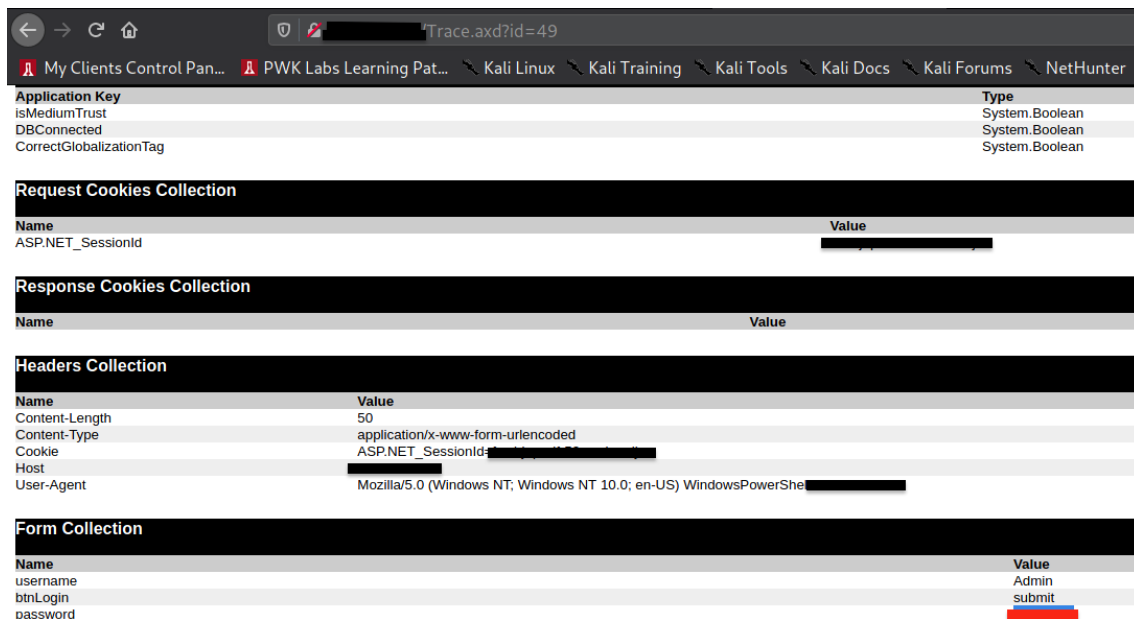 /Trace.axd?id=49
My Clients Control Pan... PWK Labs Learning Pat... Kali Linux Kali Training Kali Tools Kali Docs Kali Forums NetHunter
Application Key Type
isMediumTrust System.Boolean
DBConnected System.Boolean
CorrectGlobalizationTag System.Boolean
Request Cookies Collection
Name Value
ASP.NET_SessionId
Response Cookies Collection
Name Value
Headers Collection
Name Value
Content-Length 50
Content-Type application/x-www-form-urlencoded
Cookie ASP.NET_SessionId=
Host
User-Agent Mozilla/5.0 (Windows NT; Windows NT 10.0; en-US) WindowsPowerShe
Form Collection
Name Value
username Admin
btnLogin submit
password